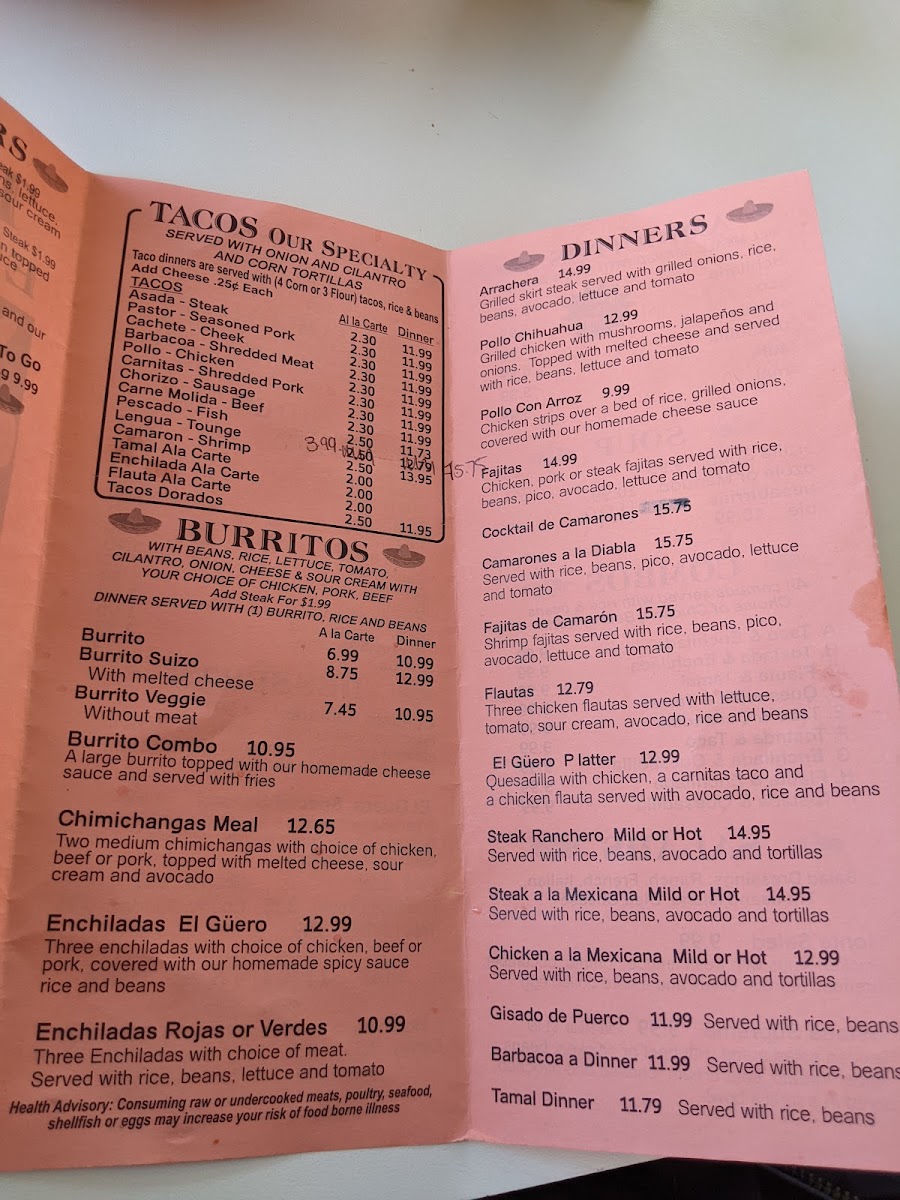 RS
eak $1.99
ns, lettuce,
sour cream
Steak $1.99
n topped
uce
and our
To Go
g 9.99
TACOS OUR SPECIALTY
SERVED WITH ONION AND CILANTRO
AND CORN TORTILLAS
Taco dinners are served with (4 Corn or 3 Flour) tacos, rice & beans
Add Cheese .25¢ Each
TACOS Al la Carte Dinner
Asada - Steak 2.30 11.99
Pastor - Seasoned Pork 2.30 11.99
Cachete - Cheek 2.30 11.99
Barbacoa - Shredded Meat 2.30 11.99
Pollo - Chicken 2.30 11.99
Carnitas - Shredded Pork 2.30 11.99
Chorizo - Sausage 2.30 11.99
Carne Molida - Beef 2.30 11.99
Pescado - Fish 2.50 11.73
Lengua - Tounge 3.99 2.50 12.79 15.75
Camaron - Shrimp 2.50 13.95
Tamal Ala Carte 2.00
Enchilada Ala Carte 2.00
Flauta Ala Carte 2.00
Tacos Dorados 2.50 11.95
BURRITOS
WITH BEANS, RICE, LETTUCE, TOMATO,
CILANTRO, ONION, CHEESE & SOUR CREAM WITH
YOUR CHOICE OF CHICKEN, PORK, BEEF
Add Steak For $1.99
DINNER SERVED WITH (1) BURRITO, RICE AND BEANS
A la Carte Dinner
Burrito 6.99 10.99
Burrito Suizo 8.75 12.99
With melted cheese
Burrito Veggie 7.45 10.95
Without meat
Burrito Combo 10.95
A large burrito topped with our homemade cheese
sauce and served with fries
Chimichangas Meal 12.65
Two medium chimichangas with choice of chicken,
beef or pork, topped with melted cheese, sour
cream and avocado
Enchiladas El Güero 12.99
Three enchiladas with choice of chicken, beef or
pork, covered with our homemade spicy sauce
rice and beans
Enchiladas Rojas or Verdes 10.99
Three Enchiladas with choice of meat.
Served with rice, beans, lettuce and tomato
Health Advisory: Consuming raw or undercooked meats, poultry, seafood,
shellfish or eggs may increase your risk of food borne illness
DINNERS
Arrachera 14.99
Grilled skirt steak served with grilled onions, rice,
beans, avocado, lettuce and tomato
Pollo Chihuahua 12.99
Grilled chicken with mushrooms, jalapeños and
onions. Topped with melted cheese and served
with rice, beans, lettuce and tomato
Pollo Con Arroz 9.99
Chicken strips over a bed of rice, grilled onions,
covered with our homemade cheese sauce
Fajitas 14.99
Chicken, pork or steak fajitas served with rice,
beans, pico, avocado, lettuce and tomato
Cocktail de Camarones 15.75
Camarones a la Diabla 15.75
Served with rice, beans, pico, avocado, lettuce
and tomato
Fajitas de Camarón 15.75
Shrimp fajitas served with rice, beans, pico,
avocado, lettuce and tomato
Flautas 12.79
Three chicken flautas served with lettuce,
tomato, sour cream, avocado, rice and beans
El Güero P latter 12.99
Quesadilla with chicken, a carnitas taco and
a chicken flauta served with avocado, rice and beans
Steak Ranchero Mild or Hot 14.95
Served with rice, beans, avocado and tortillas
Steak a la Mexicana Mild or Hot 14.95
Served with rice, beans, avocado and tortillas
Chicken a la Mexicana Mild or Hot 12.99
Served with rice, beans, avocado and tortillas
Gisado de Puerco 11.99 Served with rice, beans
Barbacoa a Dinner 11.99 Served with rice, beans
Tamal Dinner 11.79 Served with rice, beans